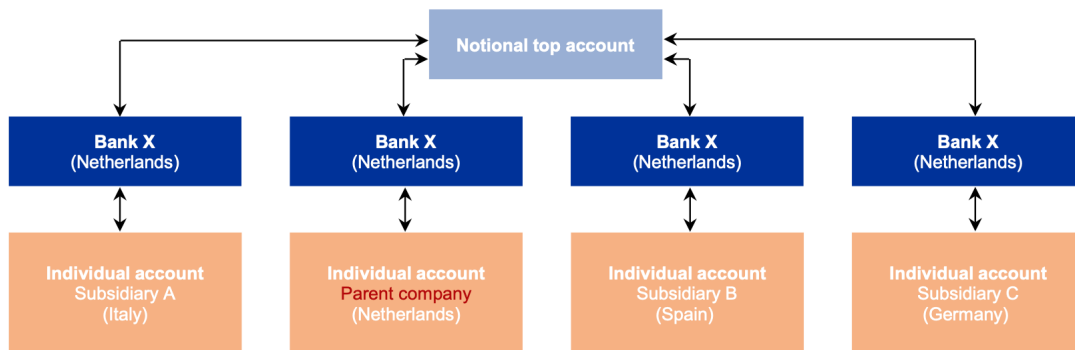 Notional top account
Bank X
(Netherlands)
Bank X
(Netherlands)
Bank X
(Netherlands)
Bank X
(Netherlands)
Individual account
Subsidiary A
(Italy)
Individual account
Parent company
(Netherlands)
Individual account
Subsidiary B
(Spain)
Individual account
Subsidiary C
(Germany)